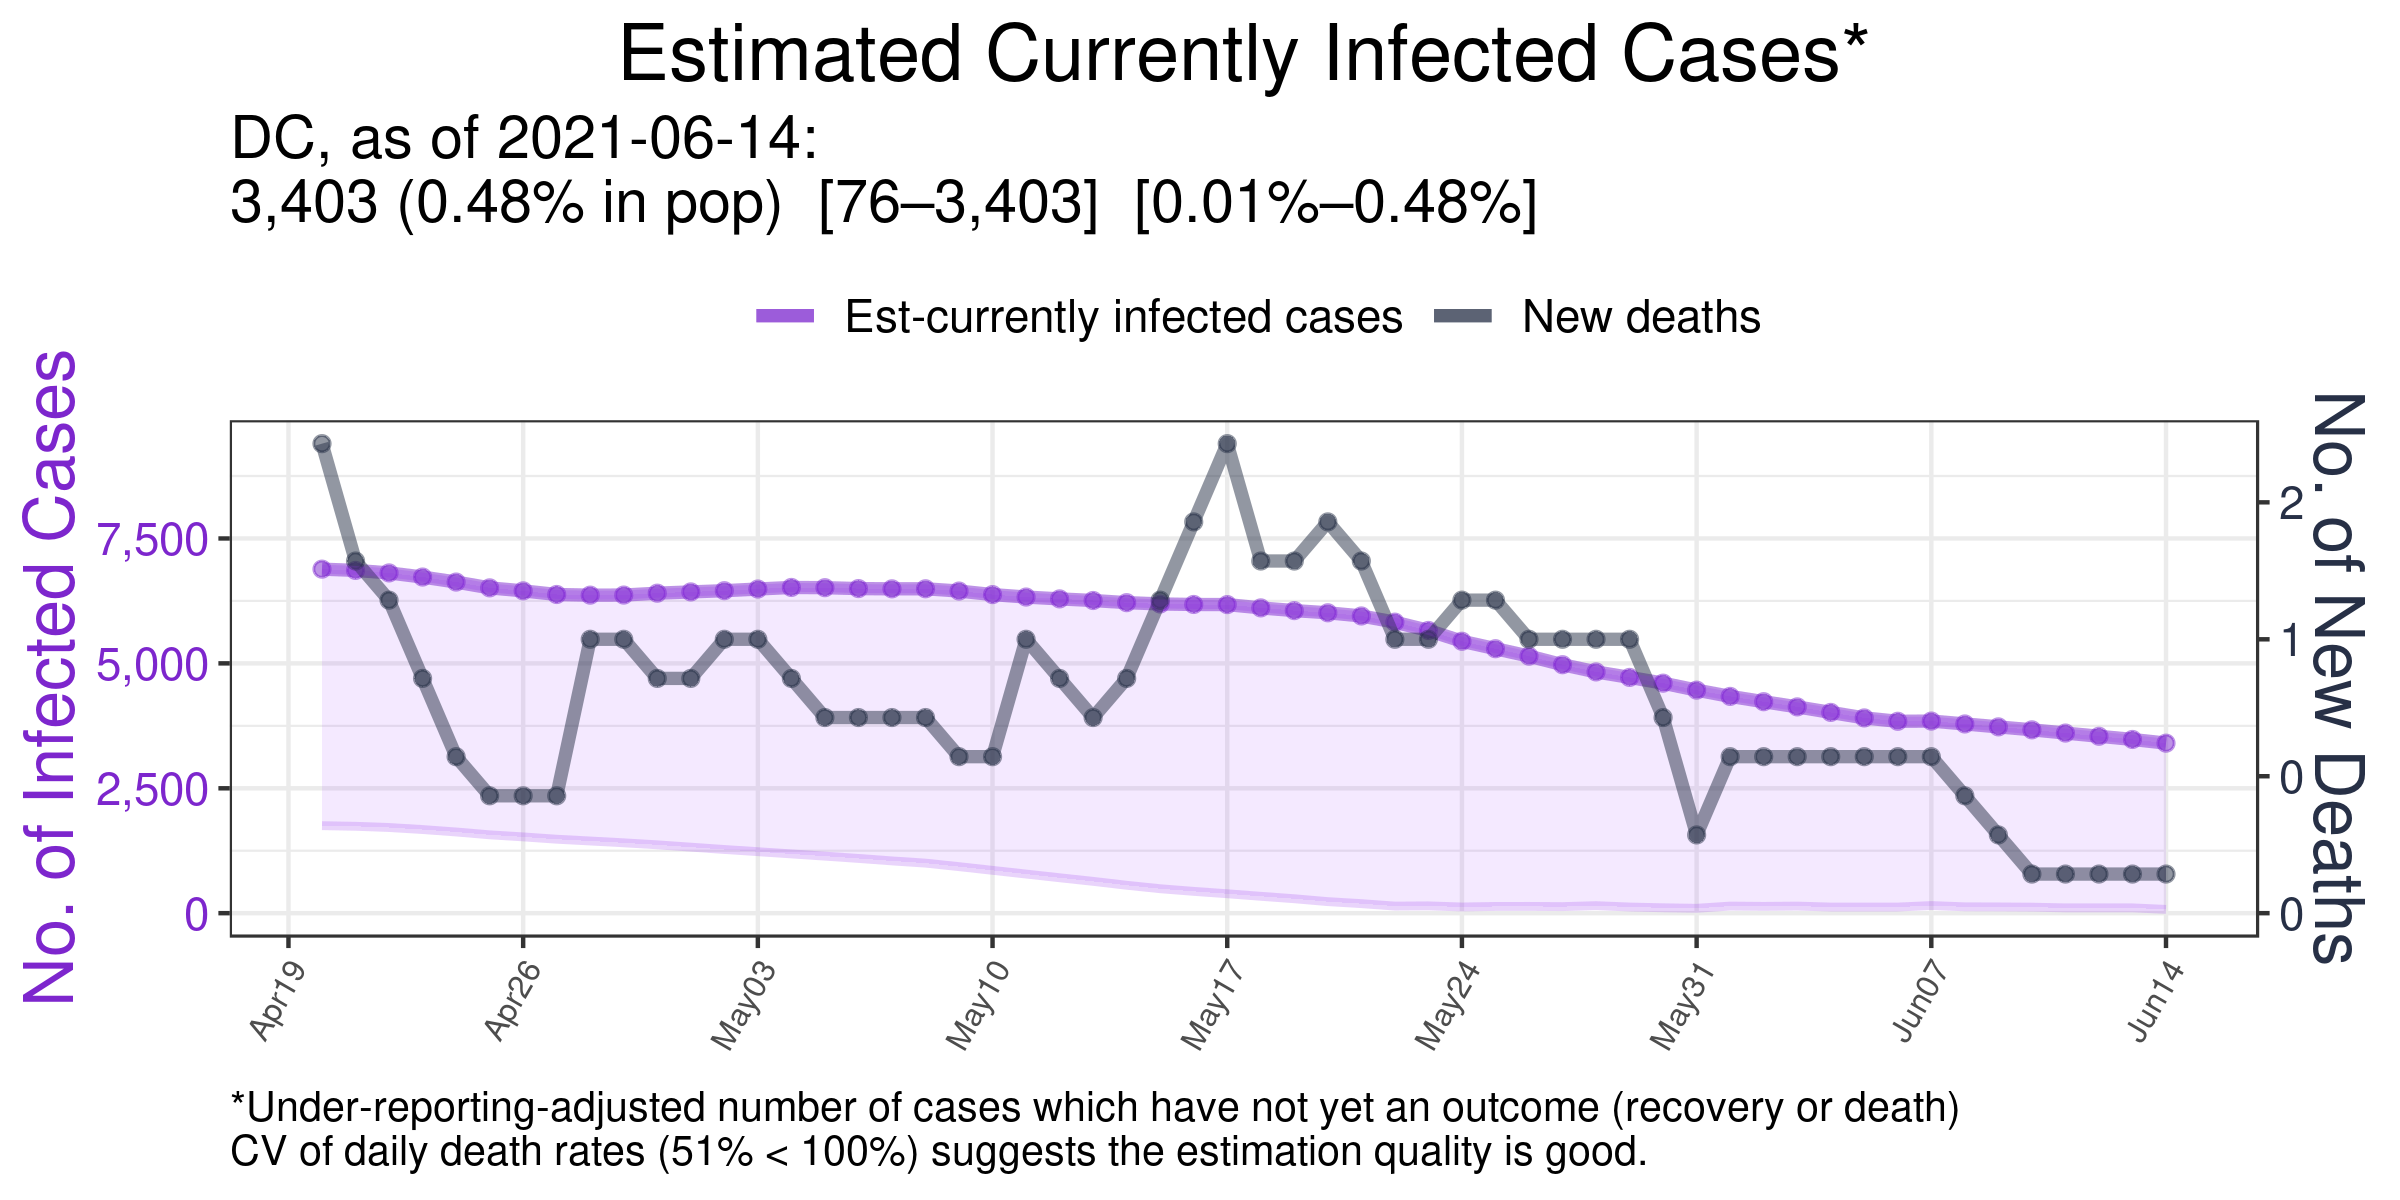 Estimated Currently Infected Cases*
DC, as of 2021-06-14:
3,403 (0.48% in pop)  [76–3,403]  [0.01%–0.48%]
Est-currently infected cases
New deaths
No. of Infected Cases
7,500
5,000
2,500
0
No. of New Deaths
2
1
0
0
Apr19
Apr26
May03
May10
May17
May24
May31
Jun07
Jun14
*Under-reporting-adjusted number of cases which have not yet an outcome (recovery or death)
CV of daily death rates (51% < 100%) suggests the estimation quality is good.